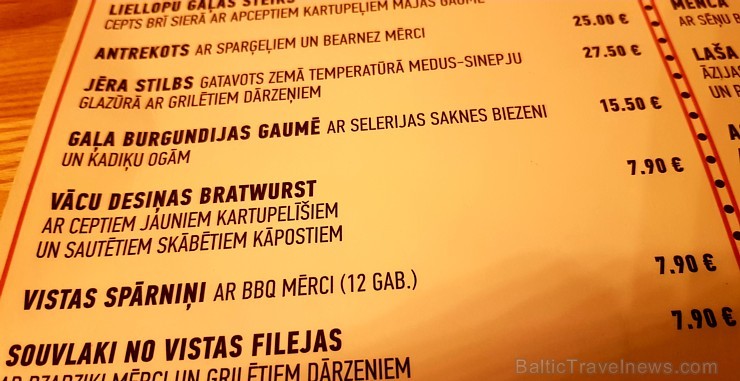 LIELLOPU GAĻAS STEIKS
CEPTS BRĪ SIERĀ AR APCEPTIEM KARTUPEĻIEM MĀJAS GAUMĒ
25.00 €
ANTREKOTS AR SPARĢEĻIEM UN BEARNEZ MĒRCI
27.50 €
JĒRA STILBS GATAVOTS ZEMĀ TEMPERATŪRĀ MEDUS-SINEPJU
GLAZŪRĀ AR GRILĒTIEM DĀRZEŅIEM
15.50 €
GAĻA BURGUNDIJAS GAUMĒ AR SELERIJAS SAKNES BIEZENI
UN KADIĶU OGĀM
7.90 €
VĀCU DESIŅAS BRATWURST
AR CEPTIEM JAUNIEM KARTUPELĪŠIEM
UN SAUTĒTIEM SKĀBĒTIEM KĀPOSTIEM
7.90 €
VISTAS SPĀRNIŅI AR BBQ MĒRCI (12 GAB.)
7.90 €
SOUVLAKI NO VISTAS FILEJAS
AR DZADZIKI MĒRCI UN GRILĒTIEM DĀRZEŅIEM
MENCA
AR SĒŅU
LAŠA
ĀZIJAS
UN
BalticTravelnews.com